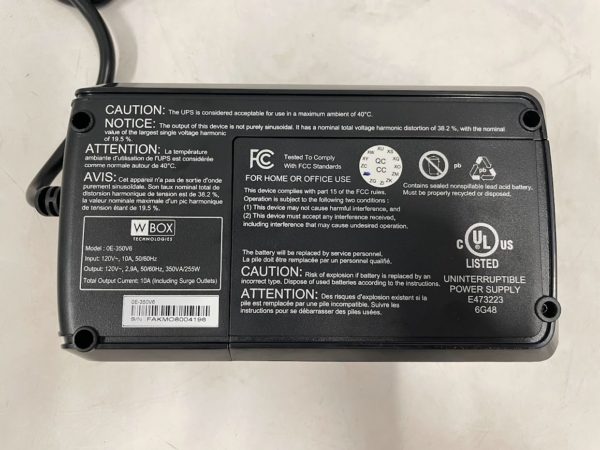 CAUTION: The UPS is considered acceptable for use in a maximum ambient of 40°C.
NOTICE: The output of this device is not purely sinusoidal. It has a nominal total voltage harmonic distortion of 38.2 %, with the nominal
value of the largest single voltage harmonic
of 19.5 %.
ATTENTION: La température
ambiante d'utilisation de l'UPS est considérée
comme normale autour de 40°C.
AVIS: Cet appareil n'a pas de sortie d'onde
purement sinusoïdale. Son taux nominal total de
distorsion harmonique de tension est de 38,2 %,
la valeur nominale maximale d'un pic harmonique
de tension étant de 19.5 %.
W BOX
TECHNOLOGIES
Model : 0E-350V6
Input: 120V~, 10A, 50/60Hz
Output: 120V~, 2.9A, 50/60Hz, 350VA/255W
Total Output Current: 10A (Including Surge Outlets)
0E-350V6
S/N: FAKMO8004196
FC
Tested To Comply
With FCC Standards
FOR HOME OR OFFICE USE
This device complies with part 15 of the FCC rules.
Operation is subject to the following two conditions :
(1) This device may not cause harmful interference, and
(2) This device must accept any interference received,
including interference that may cause undesired operation.
QC
CC
pb
pb
Contains sealed nonspillable lead acid battery.
Must be properly recycled or disposed.
The battery will be replaced by service personnel.
La pile doit être remplacée par un personnel qualifié.
CAUTION: Risk of explosion if battery is replaced by an
incorrect type. Dispose of used batteries according to the instructions.
ATTENTION: Des risques d'explosion existent si la
pile est remplacée par une pile incompatible. Suivre les
instructions pour se débarrasser des piles usées.
C UL US
LISTED
UNINTERRUPTIBLE
POWER SUPPLY
E473223
6G48